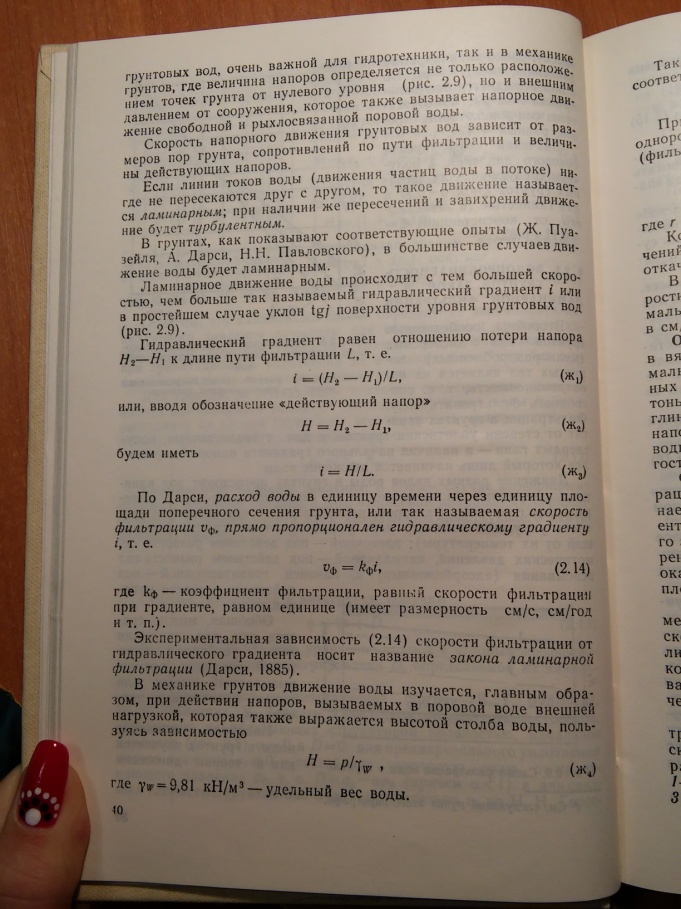 грунтовых вод, очень важной для гидротехники, так и в механике
грунтов, где величина напоров определяется не только расположе-
нием точек грунта от нулевого уровня (рис. 2.9), но и внешним
давлением от сооружения, которое также вызывает напорное дви-
жение свободной и рыхлосвязанной поровой воды.
Скорость напорного движения грунтовых вод зависит от раз-
меров пор грунта, сопротивлений по пути фильтрации и величи-
ны действующих напоров.
Если линии токов воды (движения частиц воды в потоке) ни-
где не пересекаются друг с другом, то такое движение называет-
ся ламинарным; при наличии же пересечений и завихрений движе-
ние будет турбулентным.
В грунтах, как показывают соответствующие опыты (Ж. Пуа-
зейля, А. Дарси, Н.Н. Павловского), в большинстве случаев дви-
жение воды будет ламинарным.
Ламинарное движение воды происходит с тем большей скоро-
стью, чем больше так называемый гидравлический градиент i или
в простейшем случае уклон tgj поверхности уровня грунтовых вод
(рис. 2.9).
Гидравлический градиент равен отношению потери напора
H₂—H₁ к длине пути фильтрации L, т. е.
i = (H₂ — H₁)/L, (ж₁)
или, вводя обозначение «действующий напор»
H = H₂ — H₁, (ж₂)
будем иметь
i = H/L. (ж₃)
По Дарси, расход воды в единицу времени через единицу пло-
щади поперечного сечения грунта, или так называемая скорость
фильтрации vф, прямо пропорционален гидравлическому градиенту
i, т. е.
vф = kфi, (2.14)
где kф — коэффициент фильтрации, равный скорости фильтрации
при градиенте, равном единице (имеет размерность см/с, см/год
и т. п.).
Экспериментальная зависимость (2.14) скорости фильтрации от
гидравлического градиента носит название закона ламинарной
фильтрации (Дарси, 1885).
В механике грунтов движение воды изучается, главным обра-
зом, при действии напоров, вызываемых в поровой воде внешней
нагрузкой, которая также выражается высотой столба воды, поль-
зуясь зависимостью
H = p/γw , (ж₄)
где γw = 9,81 кН/м³ — удельный вес воды.
40